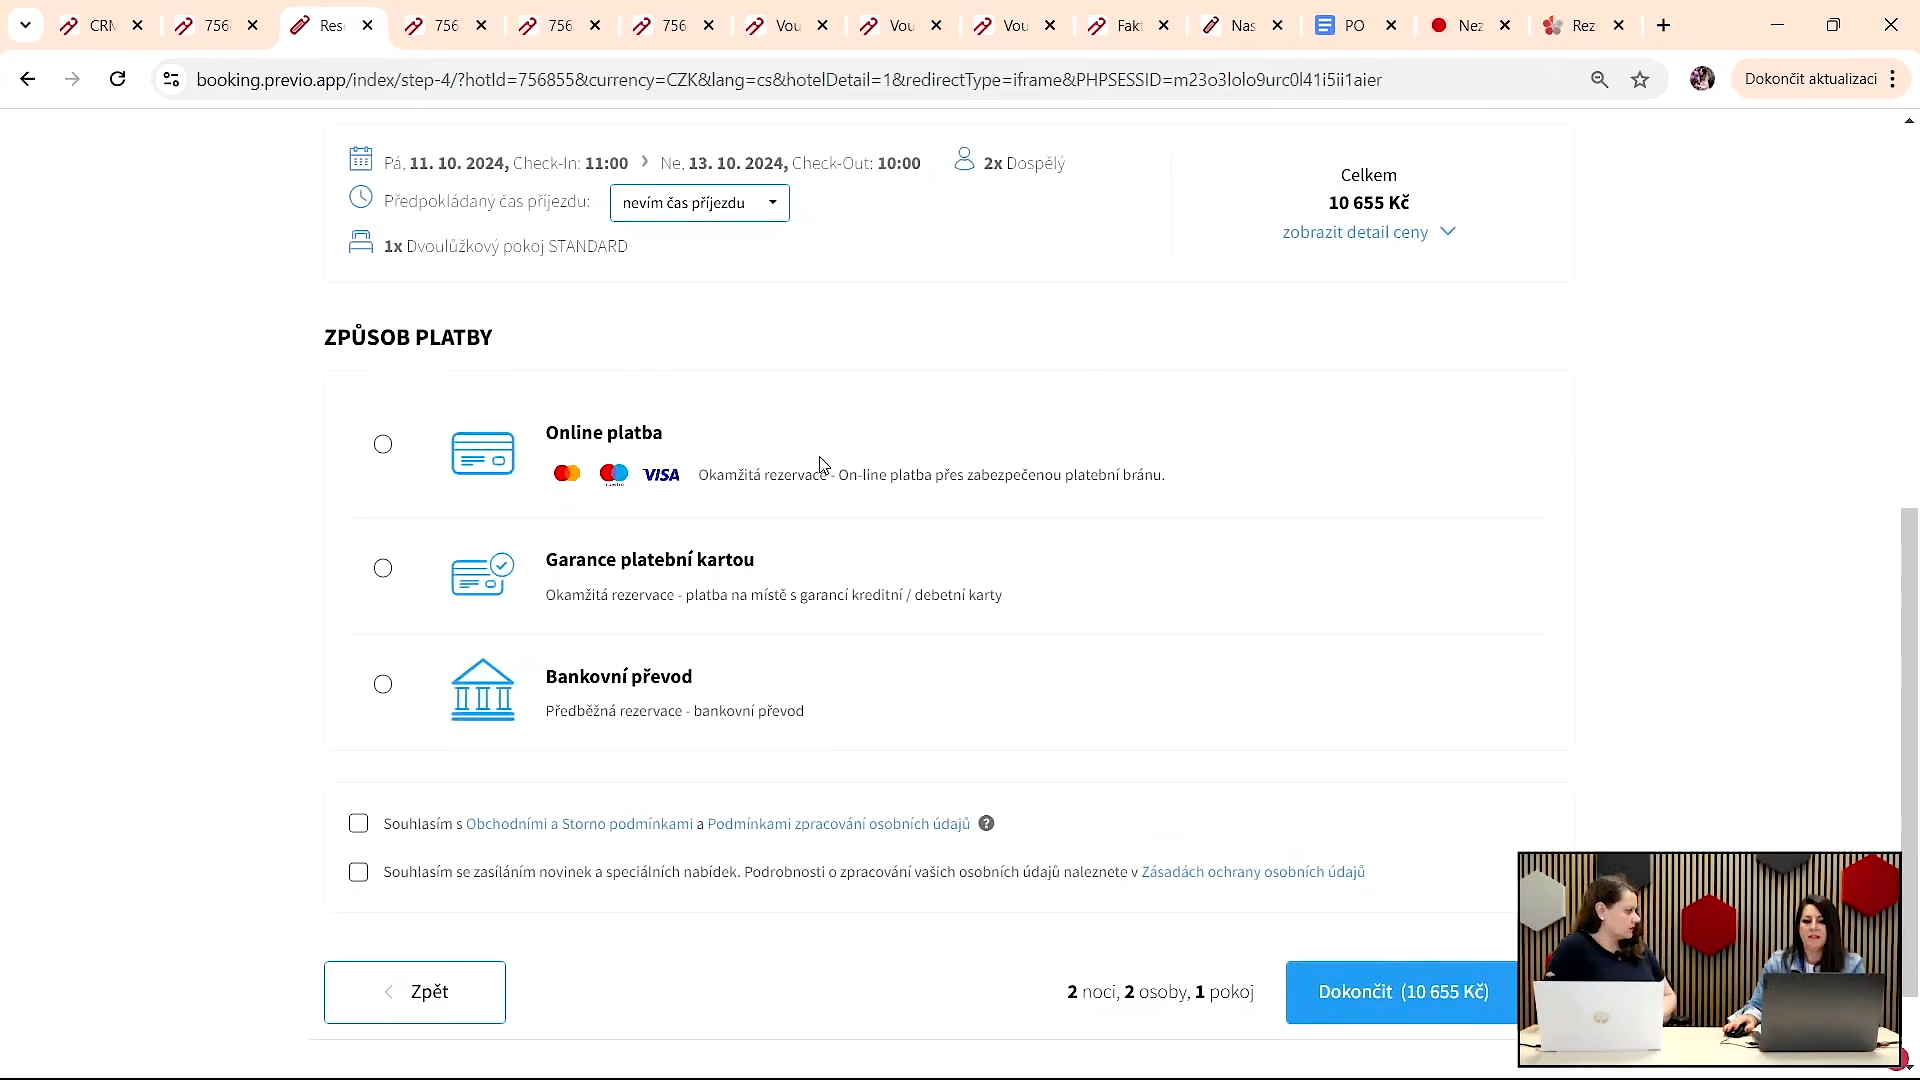 CRM
756
Res
756
756
756
Vou
Vou
Vou
Fakt
Nas
PO
Nez
Rez
booking.previo.app/index/step-4/?hotId=756855&currency=CZK&lang=cs&hotelDetail=1&redirectType=iframe&PHPSESSID=m23o3lolo9urc0l41i5ii1aier
Dokončit aktualizaci
Pá, 11. 10. 2024, Check-In: 11:00 Ne, 13. 10. 2024, Check-Out: 10:00 2x Dospělý
Předpokládaný čas příjezdu: nevím čas příjezdu
1x Dvoulůžkový pokoj STANDARD
Celkem
10 655 Kč
zobrazit detail ceny
ZPŮSOB PLATBY
Online platba
VISA Okamžitá rezervace - On-line platba přes zabezpečenou platební bránu.
Garance platební kartou
Okamžitá rezervace - platba na místě s garancí kreditní / debetní karty
Bankovní převod
Předběžná rezervace - bankovní převod
Souhlasím s Obchodními a Storno podmínkami a Podmínkami zpracování osobních údajů ?
Souhlasím se zasíláním novinek a speciálních nabídek. Podrobnosti o zpracování vašich osobních údajů naleznete v Zásadách ochrany osobních údajů
Zpět
2 noci, 2 osoby, 1 pokoj
Dokončit (10 655 Kč)